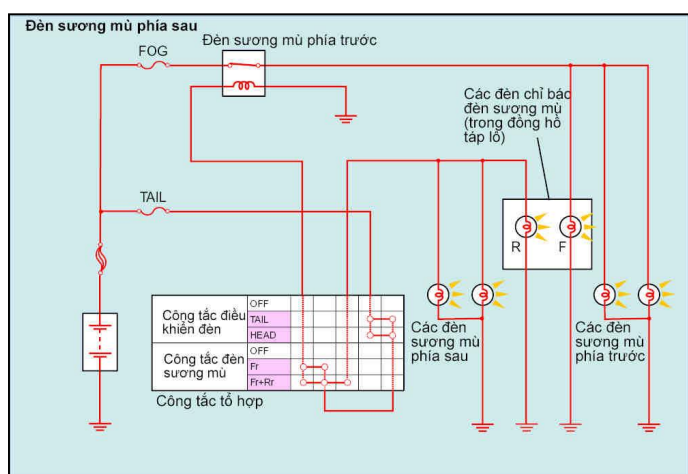 Đèn sương mù phía sau
FOG
Đèn sương mù phía trước
Các đèn chỉ báo
đèn sương mù
(trong đồng hồ
táp lô)
TAIL
R
F
Công tắc điều
khiển đèn
OFF
TAIL
HEAD
Công tắc đèn
sương mù
OFF
Fr
Fr+Rr
Công tắc tổ hợp
Các đèn
sương mù
phía sau
Các đèn
sương mù
phía trước